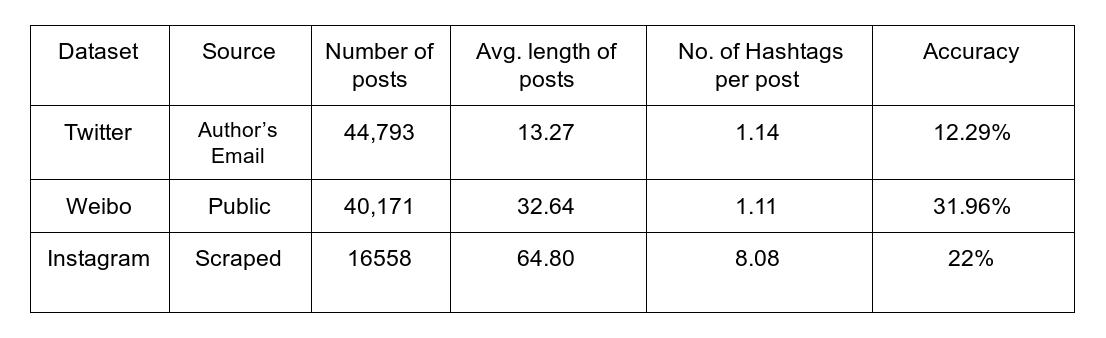 Dataset Source Number of posts Avg. length of posts No. of Hashtags per post Accuracy
Twitter Author’s Email 44,793 13.27 1.14 12.29%
Weibo Public 40,171 32.64 1.11 31.96%
Instagram Scraped 16558 64.80 8.08 22%